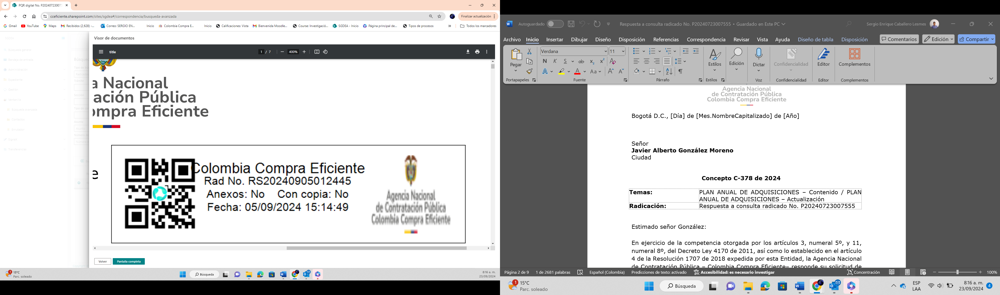 PQR digital No. P20240723007
cceficiente.sharepoint.com/sites/sgdea#/correspondencia/busqueda-avanzada
Finalizar actualización
Gmail
YouTube
Maps
Recibidos (2,628) -...
Correo: SERGIO EN...
Inicio
Colombia Compra E...
Inicio
Calificaciones: Vista
Bienvenida Moodle...
Course: Investigació...
SGDEA - Inicio
Página principal de...
Tipos de procesos
»
Todos los marcadores
Visor de documentos
title
1 / 7
400%
a Nacional
ación Pública
ompra Eficiente
e
Colombia Compra Eficiente
Rad No. RS20240905012445
Anexos: No Con copia: No
Fecha: 05/09/2024 15:14:49
Agencia Nacional
de Contratación Pública
Colombia Compra Eficiente
Volver
Pantalla completa
1
15°C
Parc. soleado
Búsqueda
8:16 a. m.
23/09/2024
Autoguardado
Respuesta a consulta radicado No. P20240723007555 • Guardado en Este PC
Sergio Enrique Caballero Lesmes
Archivo Inicio Insertar Dibujar Diseño Disposición Referencias Correspondencia Revisar Vista Ayuda Diseño de tabla Disposición
Comentarios
Edición
Compartir
Pegar
Portapapeles
Verdana
11
N K S ab x₂ x²
A A Aa A A
Fuente
Párrafo
Estilos
Estilos
Edición
Dictar
Voz
Confidencialidad
Confidencialidad
Editor
Editor
Complementos
Complementos
Agencia Nacional
de Contratación Pública
Colombia Compra Eficiente
Bogotá D.C., [Día] de [Mes.NombreCapitalizado] de [Año]
Señor
Javier Alberto González Moreno
Ciudad
Concepto C-378 de 2024
Temas: PLAN ANUAL DE ADQUISICIONES – Contenido / PLAN
ANUAL DE ADQUISICIONES – Actualización
Radicación: Respuesta a consulta radicado No. P20240723007555
Estimado señor González:
En ejercicio de la competencia otorgada por los artículos 3, numeral 5º, y 11,
numeral 8º, del Decreto Ley 4170 de 2011, así como lo establecido en el artículo
4 de la Resolución 1707 de 2018 expedida por esta Entidad, la Agencia Nacional
de Contratación Pública – Colombia Compra Eficiente– responde su solicitud de
Página 2 de 9
1 de 2681 palabras
Español (Colombia)
Predicciones de texto: activado
Accesibilidad: es necesario investigar
Concentración
100%
1
15°C
Parc. soleado
Búsqueda
ESP
LAA
8:16 a. m.
23/09/2024
4